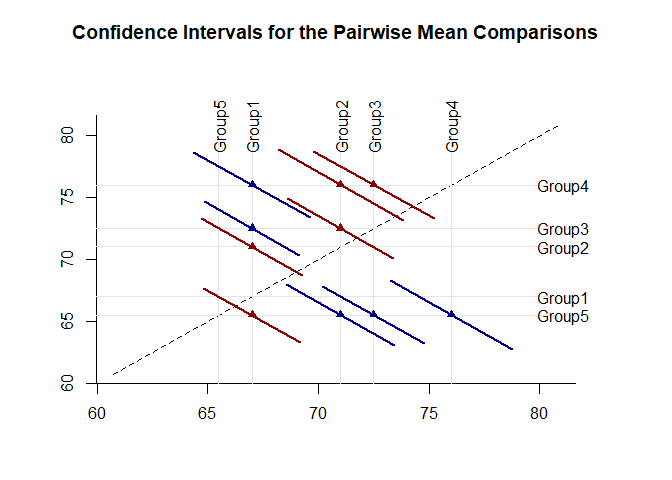 Confidence Intervals for the Pairwise Mean Comparisons
Group5
Group1
Group2
Group3
Group4
80
75
70
65
60
Group4
Group3
Group2
Group1
Group5
60 65 70 75 80